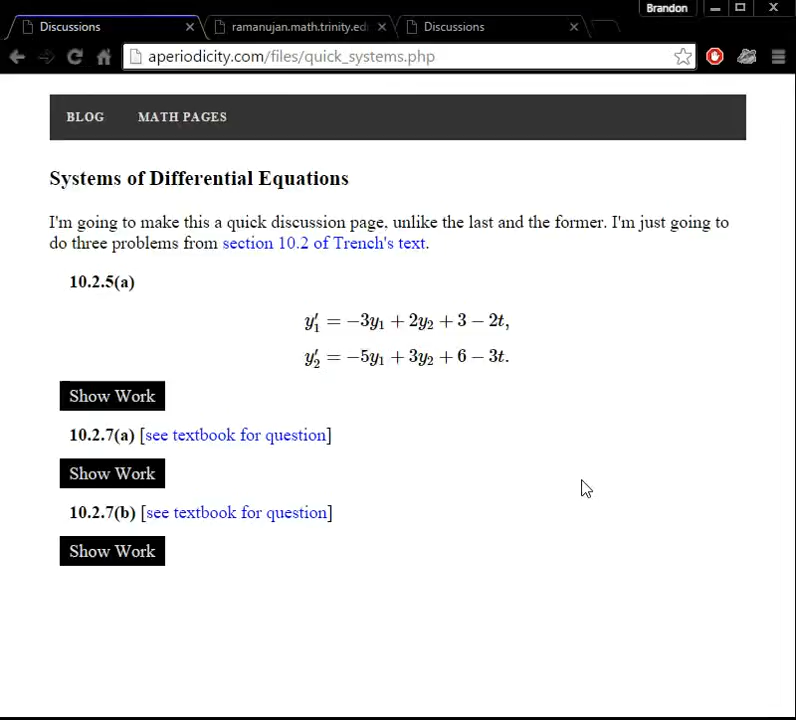 Brandon
Discussions
ramanujan.math.trinity.ed
Discussions
aperiodicity.com/files/quick_systems.php
BLOG
MATH PAGES
Systems of Differential Equations
I'm going to make this a quick discussion page, unlike the last and the former. I'm just going to
do three problems from section 10.2 of Trench's text.
10.2.5(a)
y₁′ = −3y₁ + 2y₂ + 3 − 2t,
y₂′ = −5y₁ + 3y₂ + 6 − 3t.
Show Work
10.2.7(a) [see textbook for question]
Show Work
10.2.7(b) [see textbook for question]
Show Work